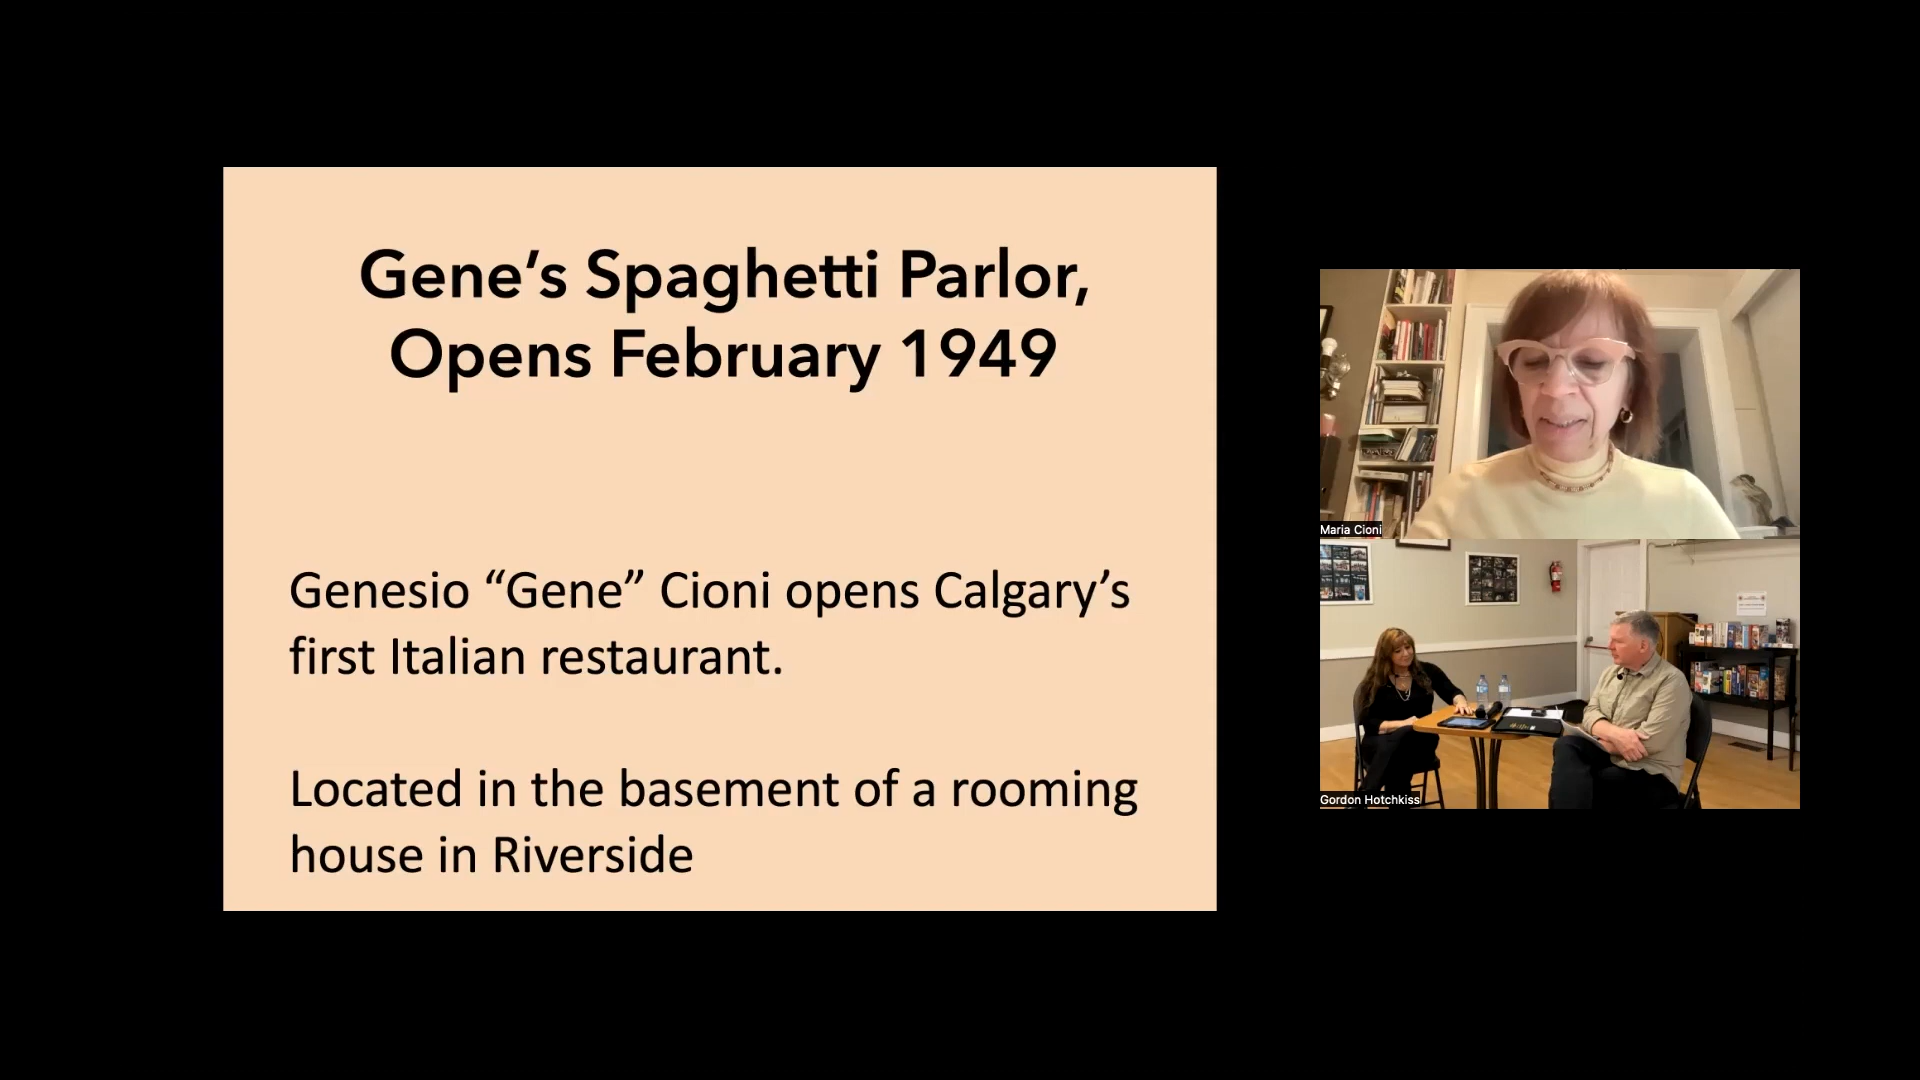 Gene’s Spaghetti Parlor,
Opens February 1949
Genesio “Gene” Cioni opens Calgary’s
first Italian restaurant.
Located in the basement of a rooming
house in Riverside
Maria Cioni
Gordon Hotchkiss